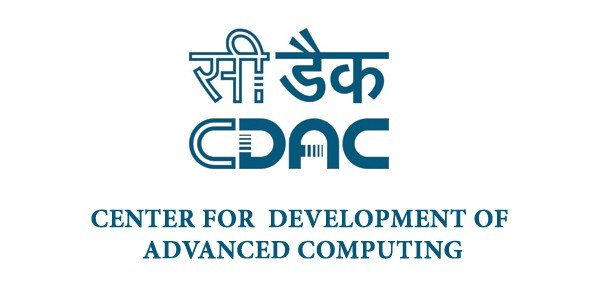 सी डैक
CDAC
CENTER FOR DEVELOPMENT OF
ADVANCED COMPUTING